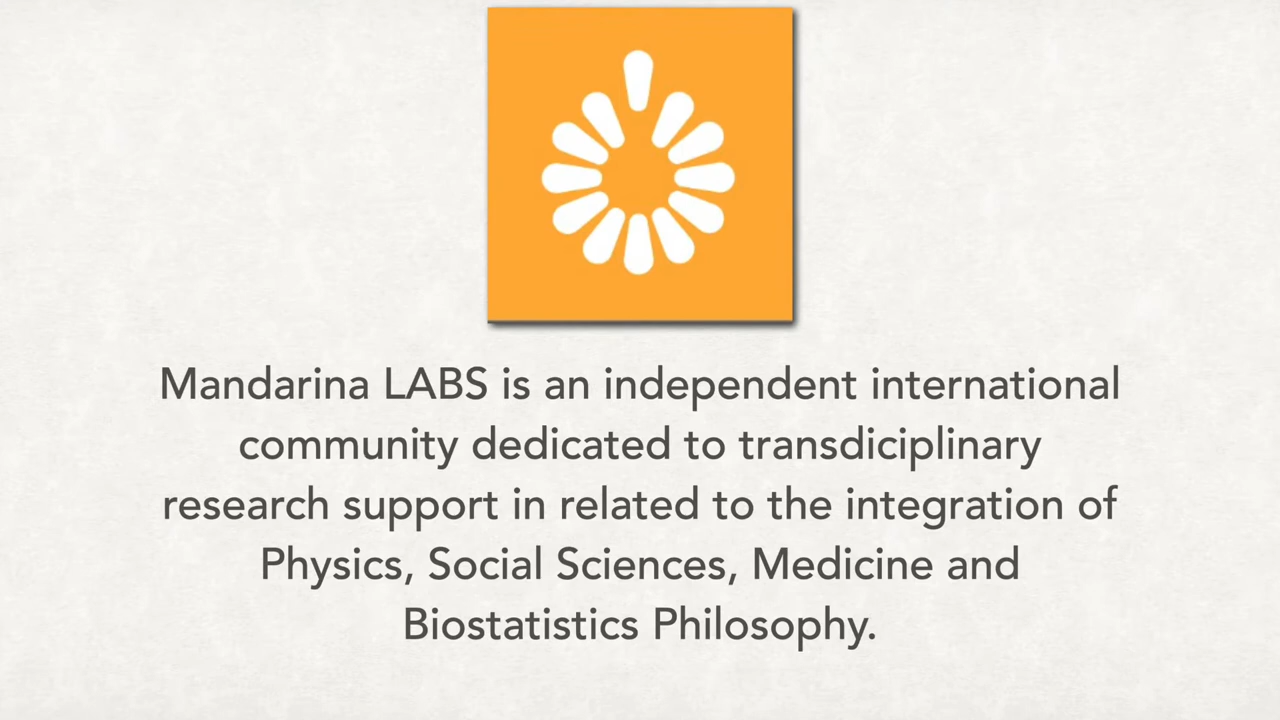 Mandarina LABS is an independent international
community dedicated to transdiciplinary
research support in related to the integration of
Physics, Social Sciences, Medicine and
Biostatistics Philosophy.